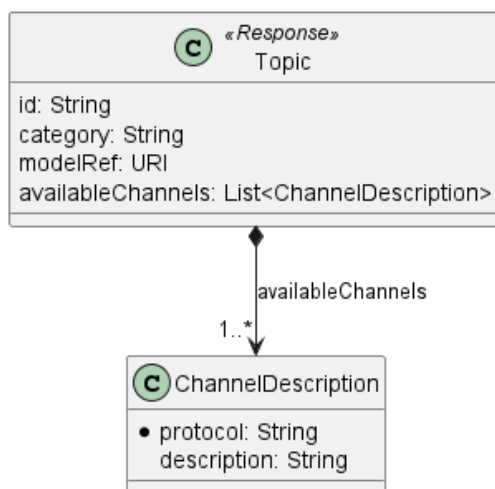 C «Response»
Topic
id: String
category: String
modelRef: URI
availableChannels: List<ChannelDescription>
availableChannels
1..*
C ChannelDescription
protocol: String
description: String